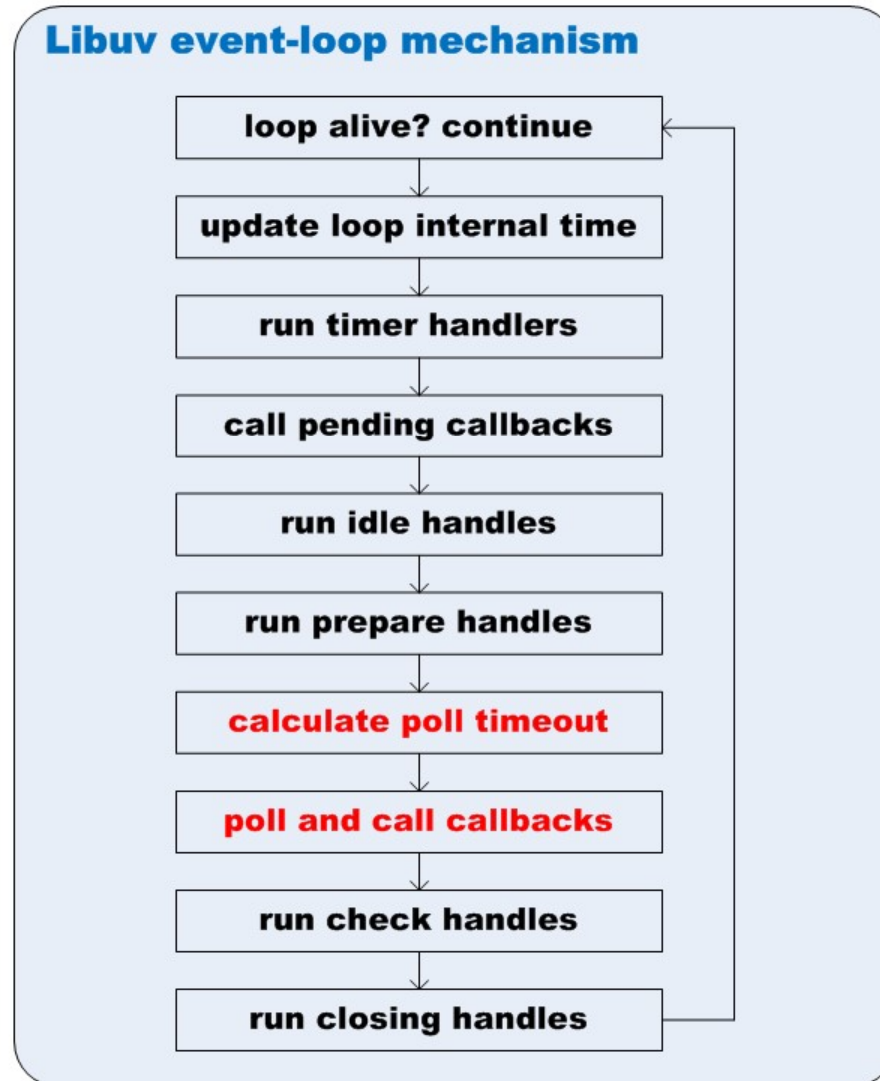 Libuv event-loop mechanism
loop alive? continue
update loop internal time
run timer handlers
call pending callbacks
run idle handles
run prepare handles
calculate poll timeout
poll and call callbacks
run check handles
run closing handles